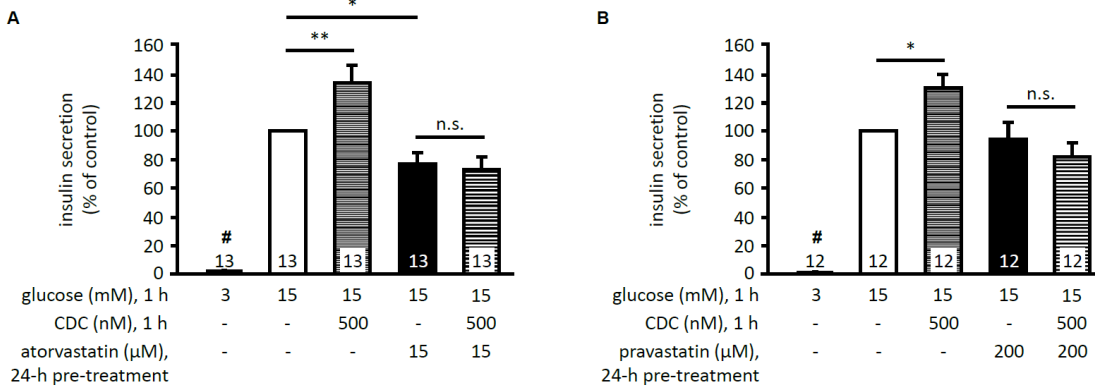 A
*
**
n.s.
insulin secretion
(% of control)
160
140
120
100
80
60
40
20
0
#
13 13 13 13 13
glucose (mM), 1 h 3 15 15 15 15
CDC (nM), 1 h - - 500 - 500
atorvastatin (µM), - - - 15 15
24-h pre-treatment
B
*
n.s.
insulin secretion
(% of control)
160
140
120
100
80
60
40
20
0
#
12 12 12 12 12
glucose (mM), 1 h 3 15 15 15 15
CDC (nM), 1 h - - 500 - 500
pravastatin (µM), - - - 200 200
24-h pre-treatment